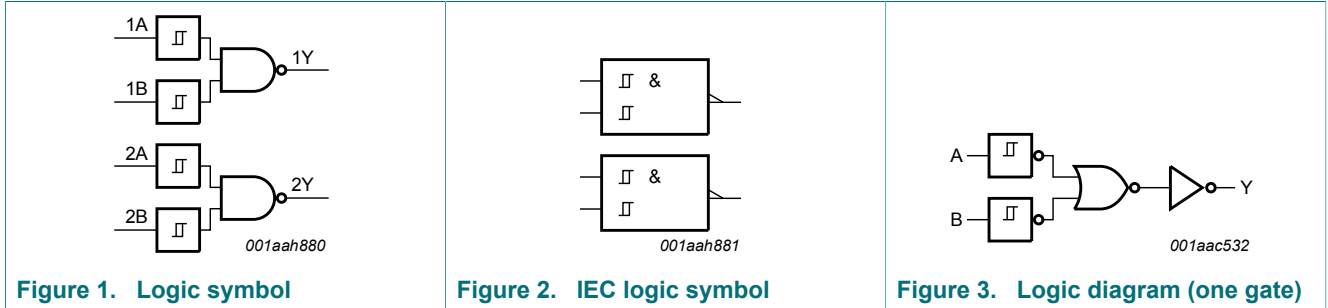 1A
1B
1Y
2A
2B
2Y
001aah880
Figure 1. Logic symbol
&
&
001aah881
Figure 2. IEC logic symbol
A
B
Y
001aac532
Figure 3. Logic diagram (one gate)